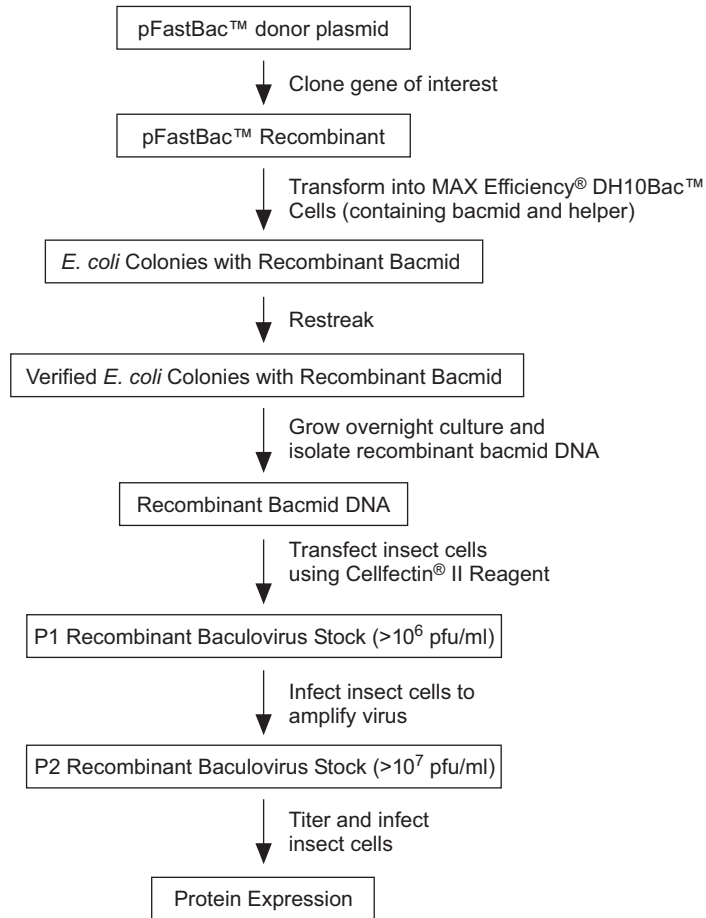 pFastBac™ donor plasmid
Clone gene of interest
pFastBac™ Recombinant
Transform into MAX Efficiency® DH10Bac™
Cells (containing bacmid and helper)
E. coli Colonies with Recombinant Bacmid
Restreak
Verified E. coli Colonies with Recombinant Bacmid
Grow overnight culture and
isolate recombinant bacmid DNA
Recombinant Bacmid DNA
Transfect insect cells
using Cellfectin® II Reagent
P1 Recombinant Baculovirus Stock (>10⁶ pfu/ml)
Infect insect cells to
amplify virus
P2 Recombinant Baculovirus Stock (>10⁷ pfu/ml)
Titer and infect
insect cells
Protein Expression